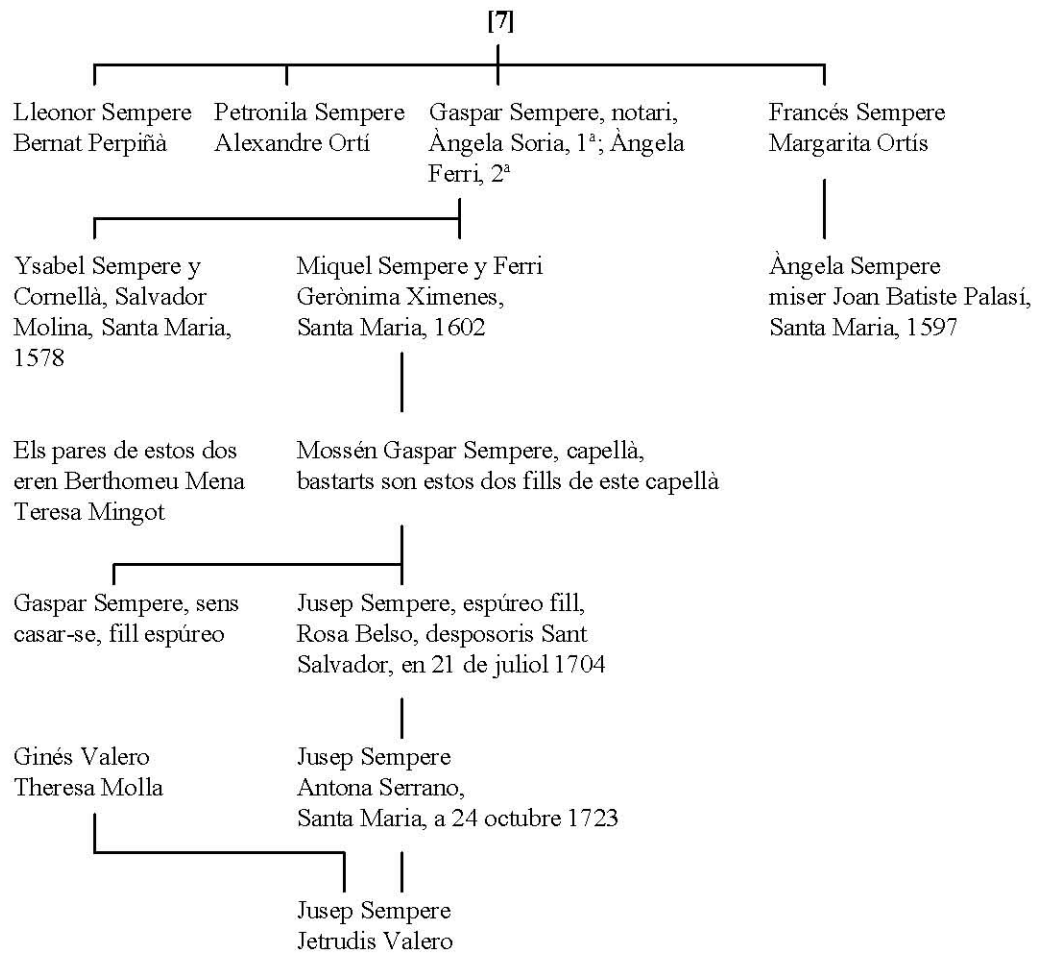 [7]
Lleonor Sempere
Bernat Perpiñà
Petronila Sempere
Alexandre Ortí
Gaspar Sempere, notari,
Àngela Soria, 1ª; Àngela
Ferri, 2ª
Francés Sempere
Margarita Ortís
Ysabel Sempere y
Cornellà, Salvador
Molina, Santa Maria,
1578
Miquel Sempere y Ferri
Gerònima Ximenes,
Santa Maria, 1602
Àngela Sempere
miser Joan Batiste Palasí,
Santa Maria, 1597
Els pares de estos dos
eren Berthomeu Mena
Teresa Mingot
Mossén Gaspar Sempere, capellà,
bastarts son estos dos fills de este capellà
Gaspar Sempere, sens
casar-se, fill espúreo
Jusep Sempere, espúreo fill,
Rosa Belso, desposoris Sant
Salvador, en 21 de juliol 1704
Ginés Valero
Theresa Molla
Jusep Sempere
Antona Serrano,
Santa Maria, a 24 octubre 1723
Jusep Sempere
Jetrudis Valero